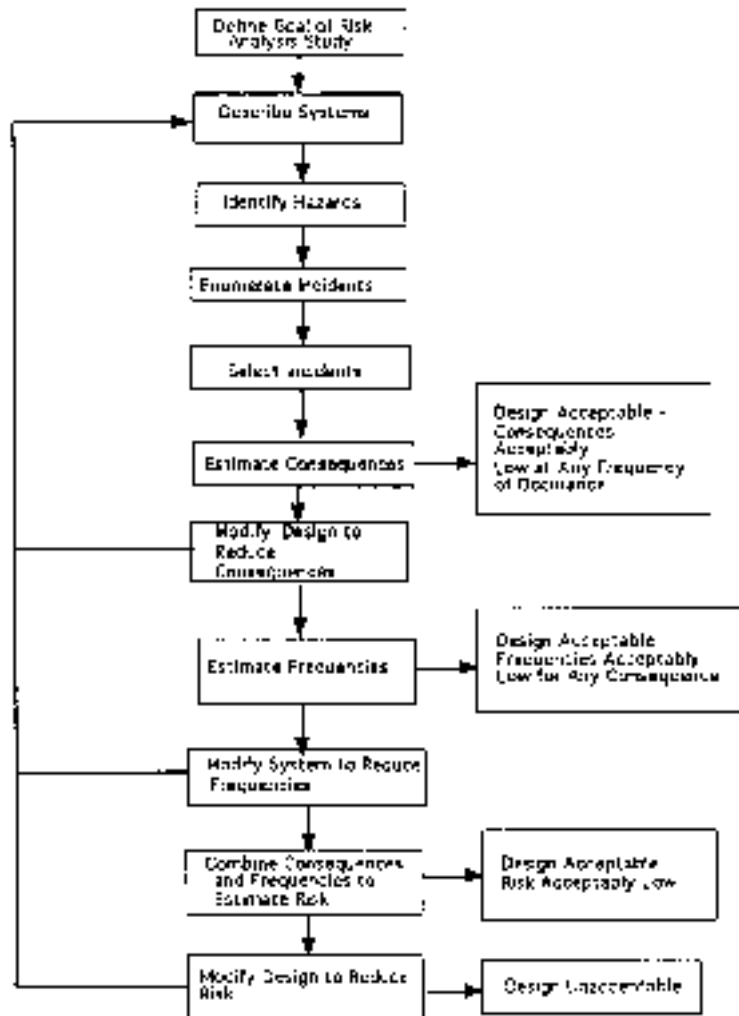 Define Goal of Risk
Analysis Study
Describe Systems
Identify Hazards
Enumerate Incidents
Select Incidents
Estimate Consequences
Design Acceptable -
Consequences
Acceptably
Low at Any Frequency
of Occurance
Modify Design to
Reduce
Consequences
Estimate Frequencies
Design Acceptable
Frequencies Acceptably
Low for Any Consequence
Modify System to Reduce
Frequencies
Combine Consequences
and Frequencies to
Estimate Risk
Design Acceptable
Risk Acceptably Low
Modify Design to Reduce
Risk
Design Unacceptable